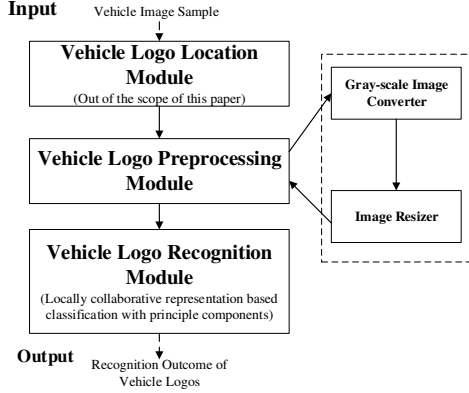 Input
Vehicle Image Sample
Vehicle Logo Location
Module
(Out of the scope of this paper)
Gray-scale Image
Converter
Vehicle Logo Preprocessing
Module
Image Resizer
Vehicle Logo Recognition
Module
(Locally collaborative representation based
classification with principle components)
Output
Recognition Outcome of
Vehicle Logos